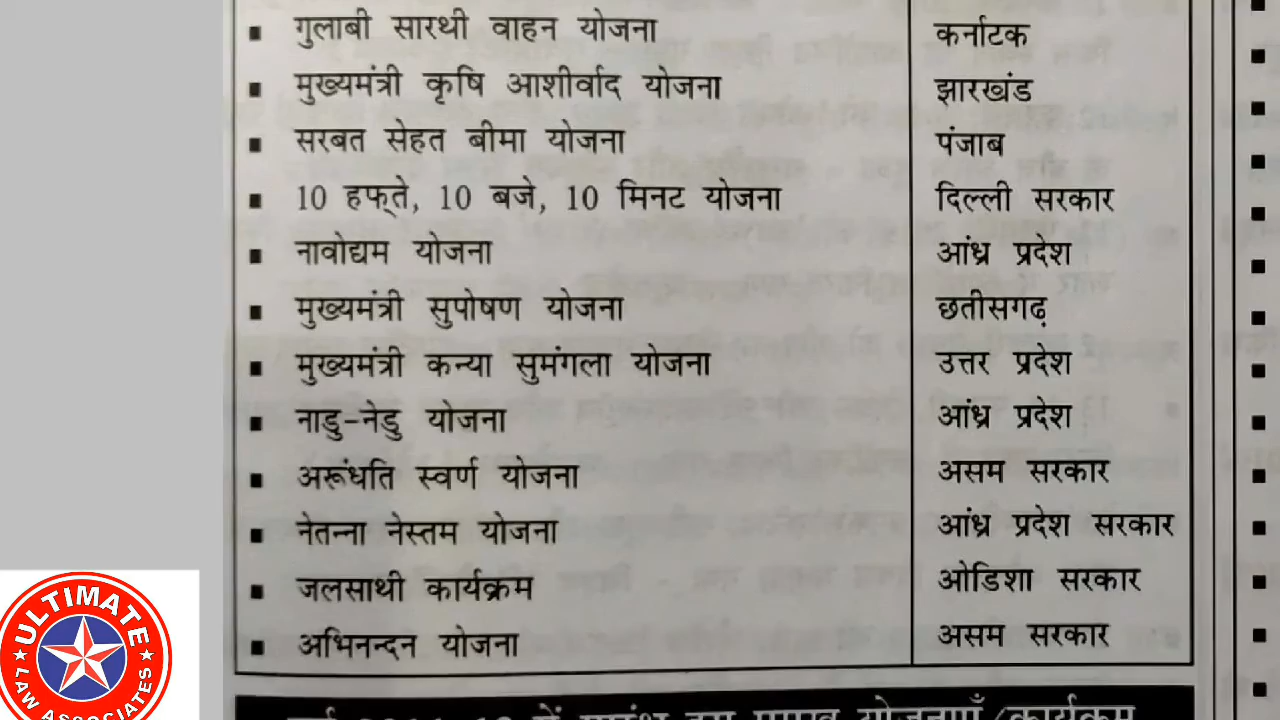 ▪ गुलाबी सारथी वाहन योजना कर्नाटक
▪ मुख्यमंत्री कृषि आशीर्वाद योजना झारखंड
▪ सरबत सेहत बीमा योजना पंजाब
▪ 10 हफ्ते, 10 बजे, 10 मिनट योजना दिल्ली सरकार
▪ नावोद्यम योजना आंध्र प्रदेश
▪ मुख्यमंत्री सुपोषण योजना छतीसगढ़
▪ मुख्यमंत्री कन्या सुमंगला योजना उत्तर प्रदेश
▪ नाडु-नेडु योजना आंध्र प्रदेश
▪ अरूंधति स्वर्ण योजना असम सरकार
▪ नेतन्ना नेस्तम योजना आंध्र प्रदेश सरकार
▪ जलसाथी कार्यक्रम ओडिशा सरकार
▪ अभिनन्दन योजना असम सरकार
ULTIMATE
LAW ASSOCIATES